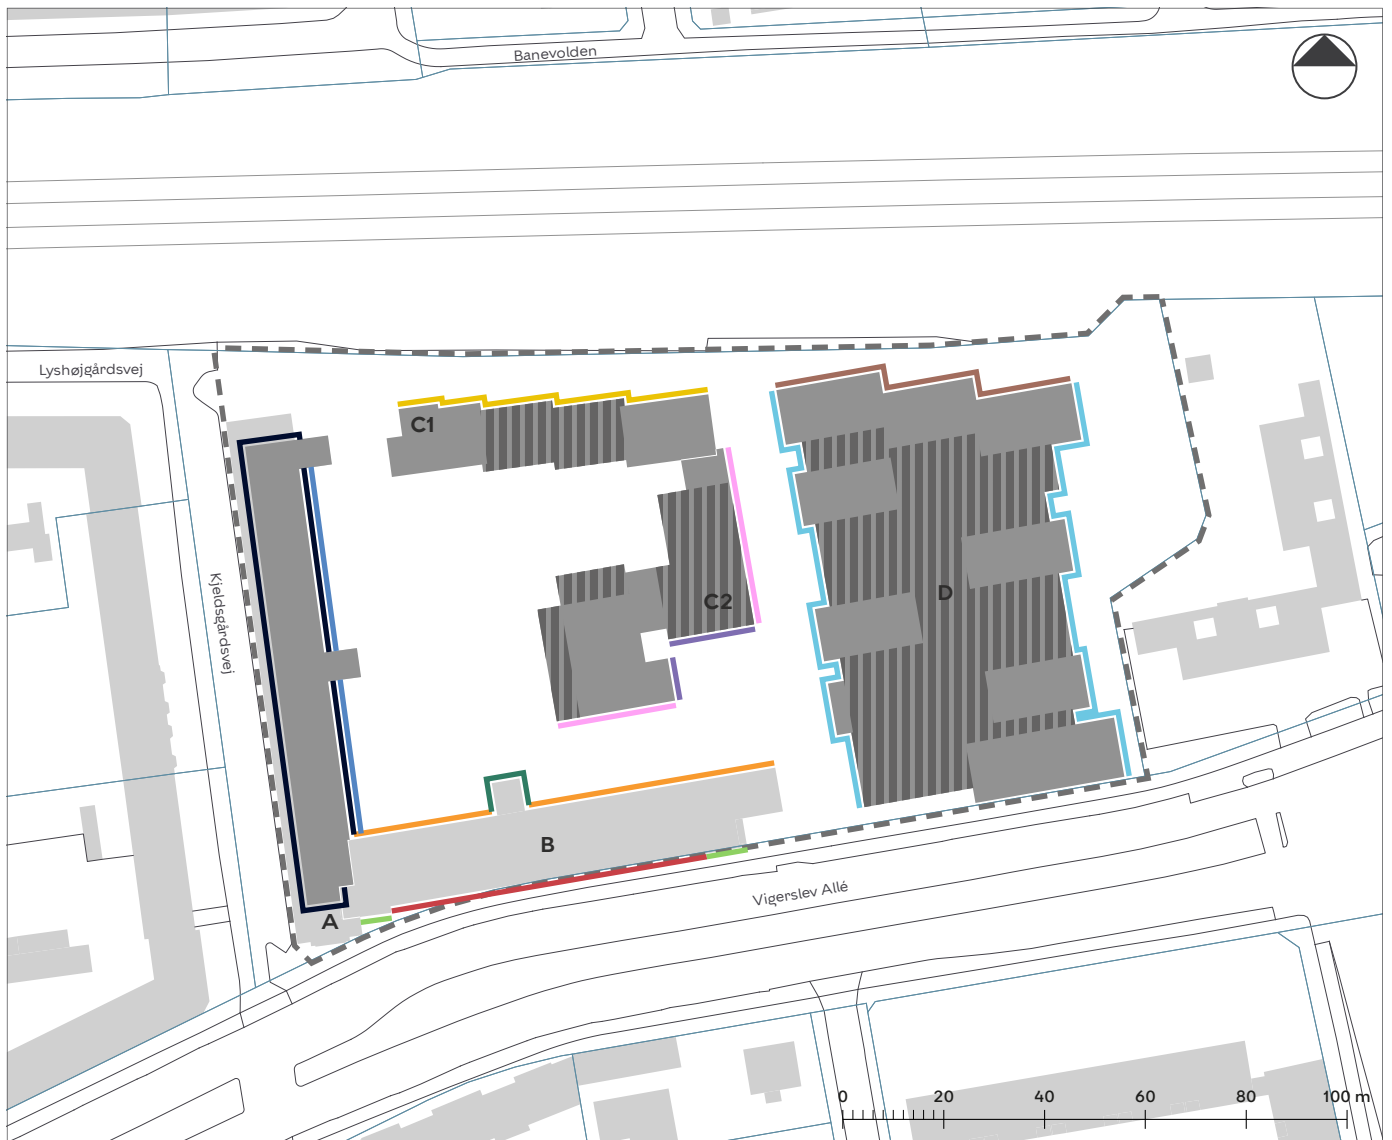 Banevolden
Lyshøjgårdsvej
C1
Kjeldsgårdsvej
C2
D
B
Vigerslev Allé
A
0 20 40 60 80 100 m